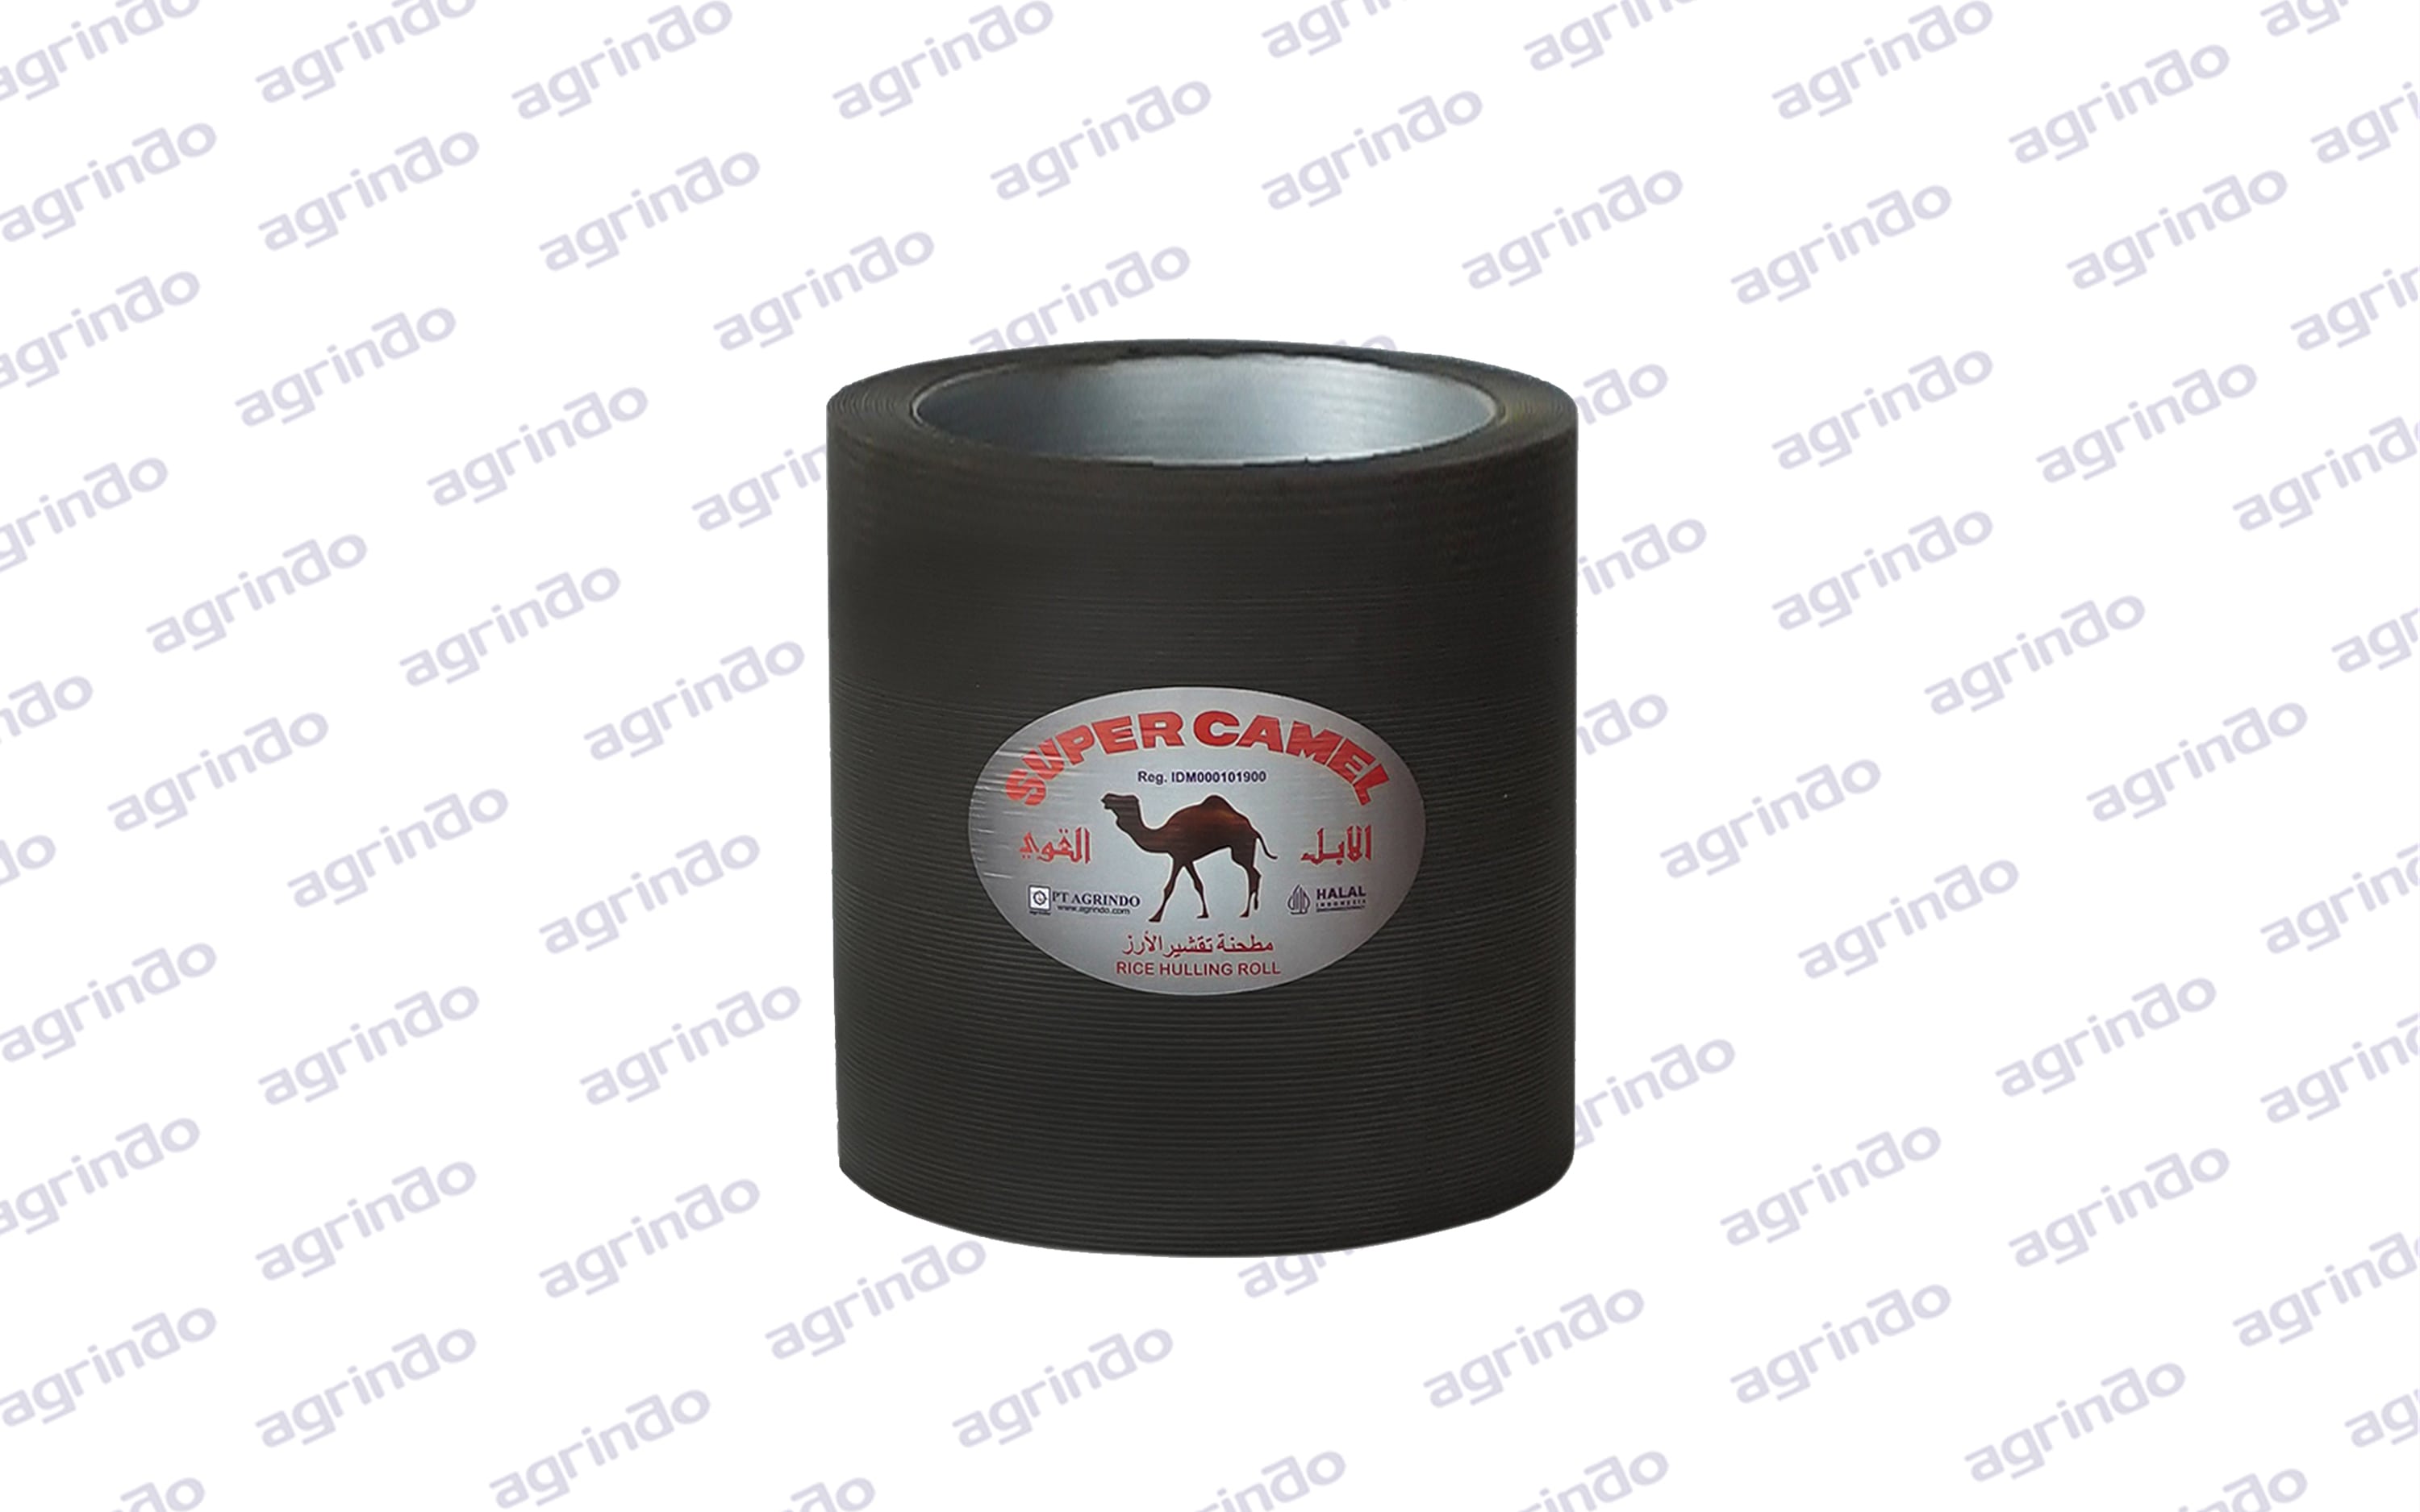 SUPER CAMEL
Reg. IDM000101900
القوي الابل
PT AGRINDO
www.agrindo.com
HALAL
INDONESIA
مطحنة تقشير الأرز
RICE HULLING ROLL
agrindo